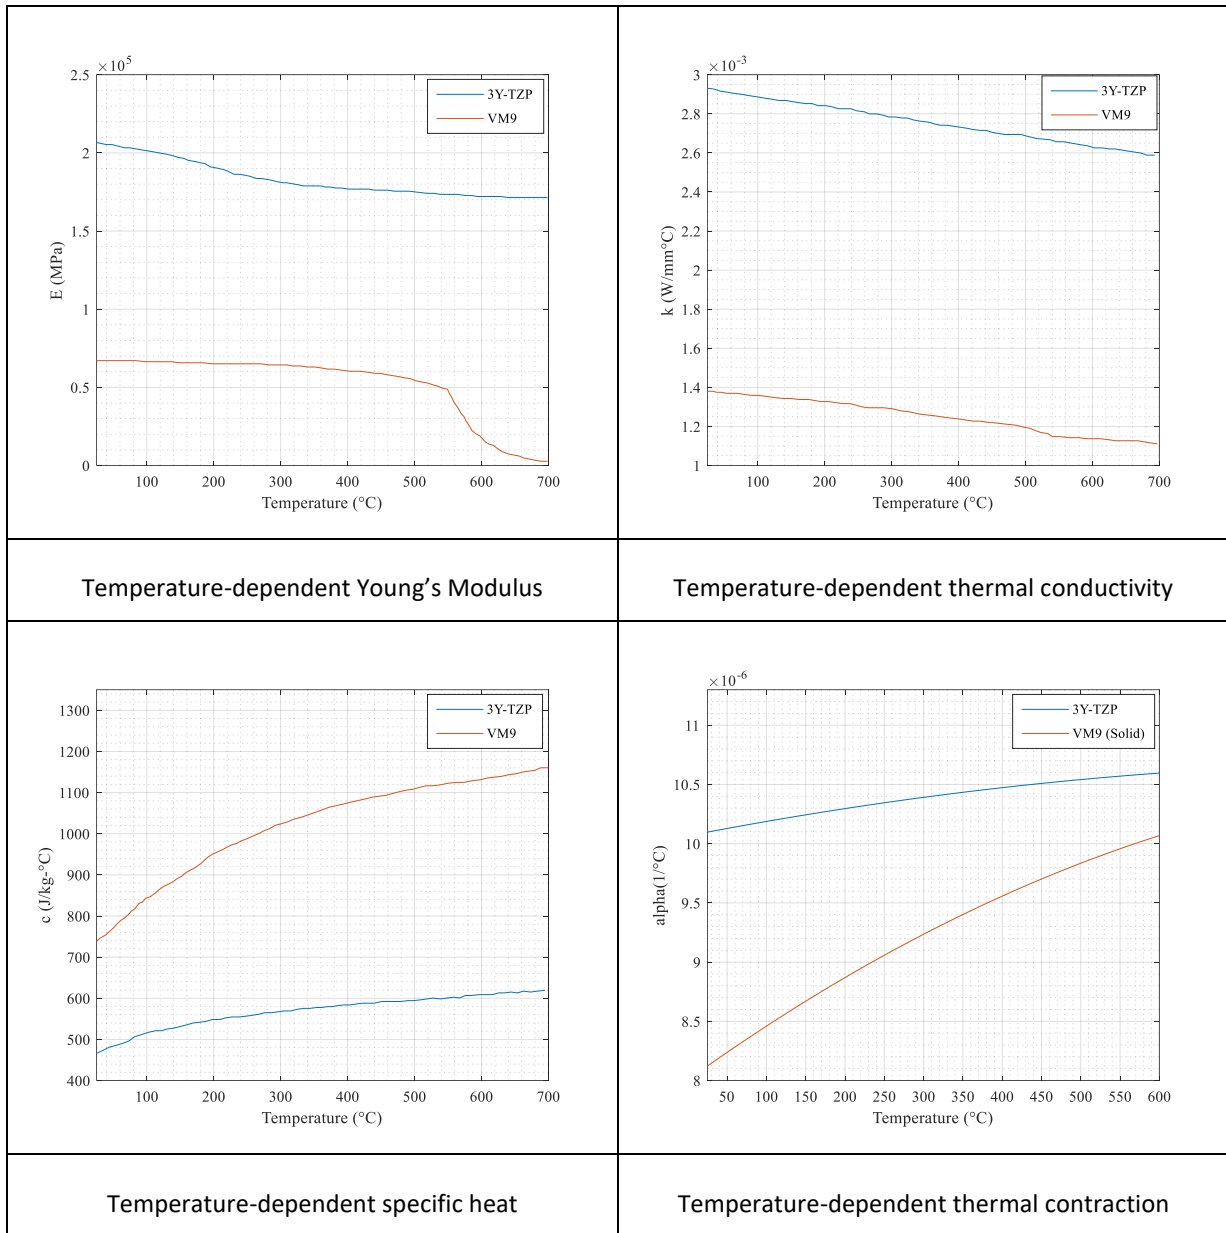 ×10^5
2.5
2
1.5
1
0.5
0
E (MPa)
3Y-TZP
VM9
100 200 300 400 500 600 700
Temperature (°C)
×10^-3
3
2.8
2.6
2.4
2.2
2
1.8
1.6
1.4
1.2
1
k (W/mm°C)
3Y-TZP
VM9
100 200 300 400 500 600 700
Temperature (°C)
Temperature-dependent Young’s Modulus
Temperature-dependent thermal conductivity
1300
1200
1100
1000
900
800
700
600
500
400
c (J/kg-°C)
3Y-TZP
VM9
100 200 300 400 500 600 700
Temperature (°C)
×10^-6
11
10.5
10
9.5
9
8.5
8
alpha(1/°C)
3Y-TZP
VM9 (Solid)
50 100 150 200 250 300 350 400 450 500 550 600
Temperature (°C)
Temperature-dependent specific heat
Temperature-dependent thermal contraction